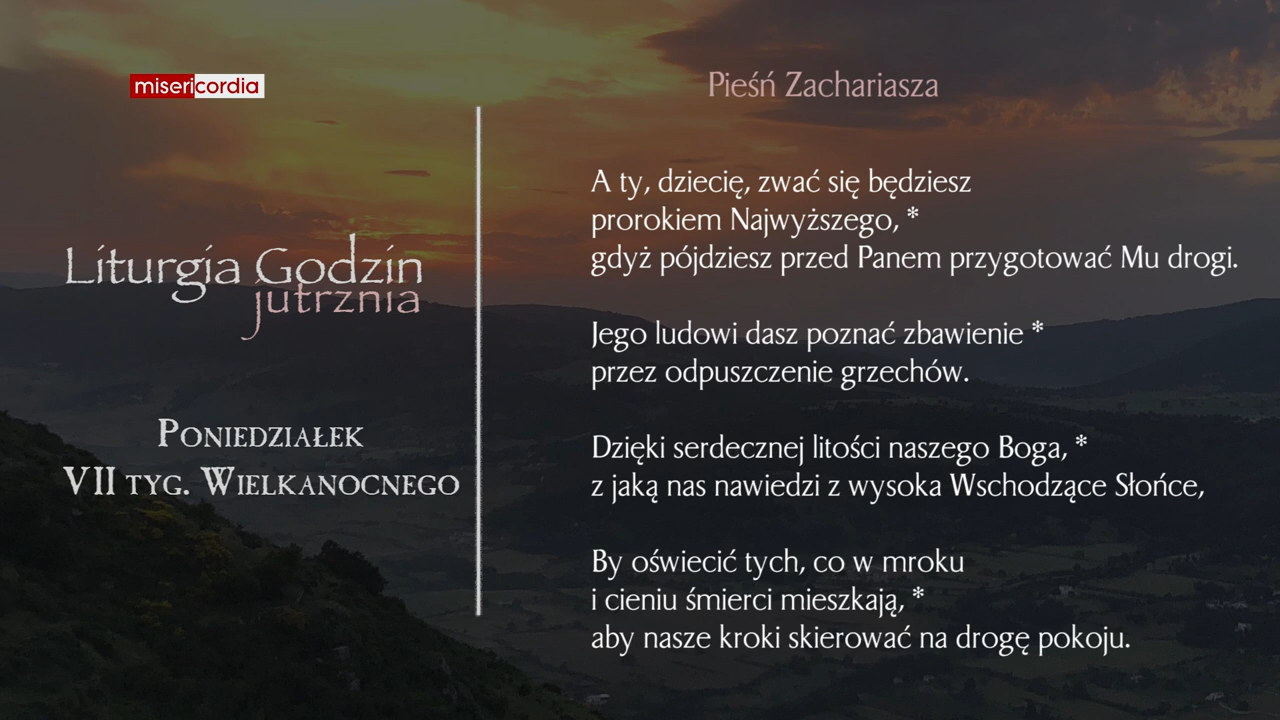 misericordia
Liturgia Godzin
jutrznia
Poniedziałek
VII tyg. Wielkanocnego
Pieśń Zachariasza
A ty, dziecię, zwać się będziesz
prorokiem Najwyższego, *
gdyż pójdziesz przed Panem przygotować Mu drogi.
Jego ludowi dasz poznać zbawienie *
przez odpuszczenie grzechów.
Dzięki serdecznej litości naszego Boga, *
z jaką nas nawiedzi z wysoka Wschodzące Słońce,
By oświecić tych, co w mroku
i cieniu śmierci mieszkają, *
aby nasze kroki skierować na drogę pokoju.